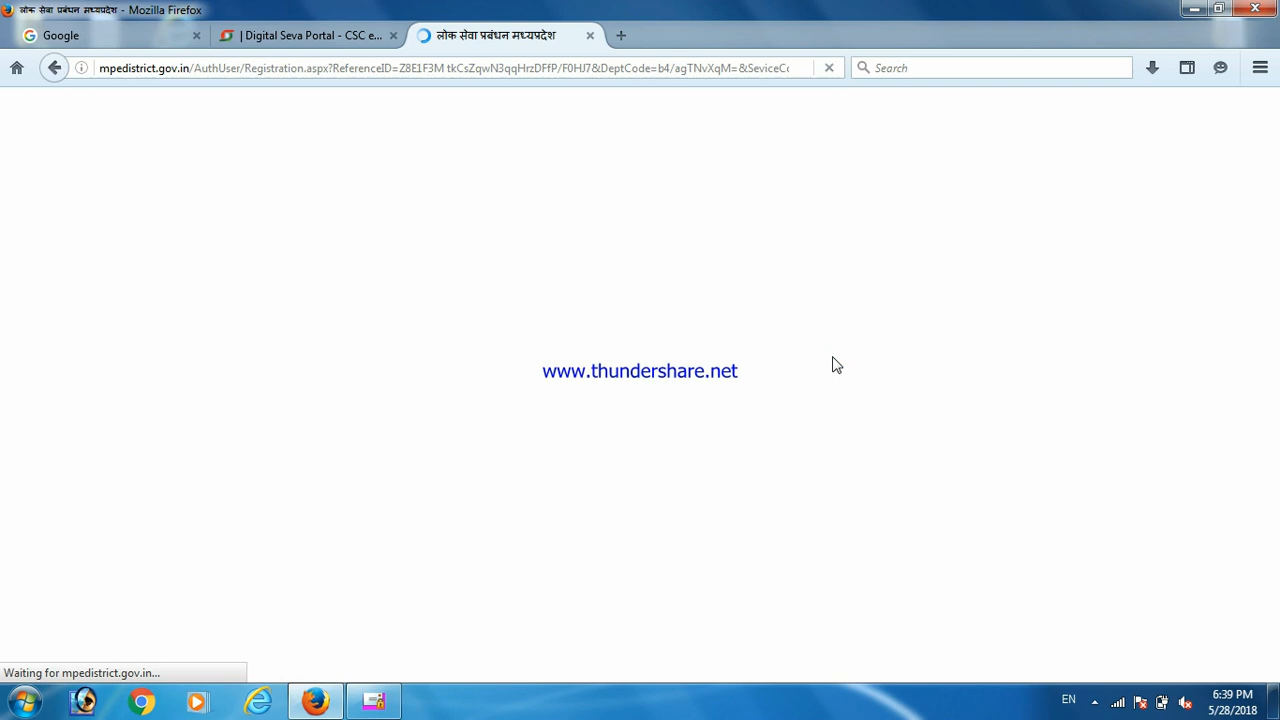 लोक सेवा प्रबंधन मध्यप्रदेश - Mozilla Firefox
Google
| Digital Seva Portal - CSC e...
लोक सेवा प्रबंधन मध्यप्रदेश
mpedistrict.gov.in/AuthUser/Registration.aspx?ReferenceID=Z8E1F3M tkCsZqwN3qqHrzDFfP/F0HJ7&DeptCode=b4/agTNvXqM=&SeviceCc
Search
www.thundershare.net
Waiting for mpedistrict.gov.in...
EN
6:39 PM
5/28/2018